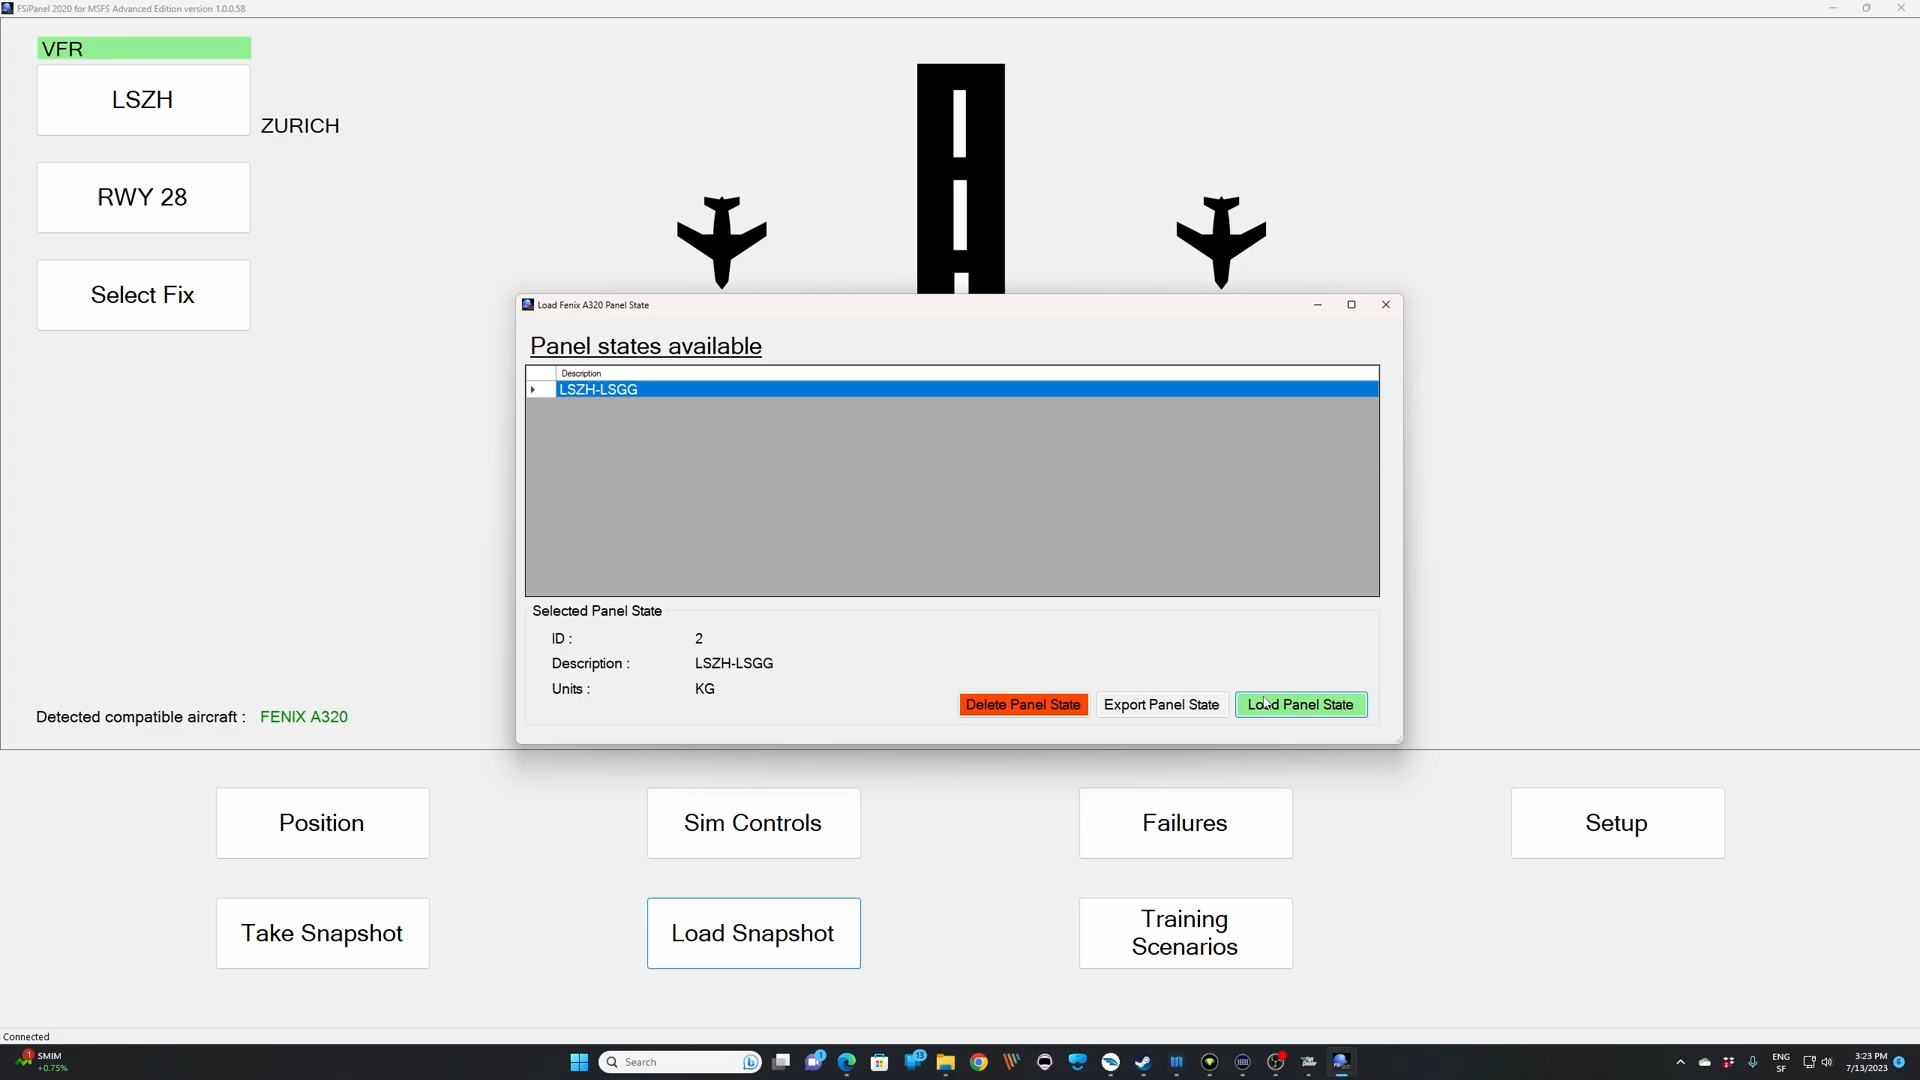 FSiPanel 2020 for MSFS Advanced Edition version 1.0.0.58
VFR
LSZH
ZURICH
RWY 28
Select Fix
Load Fenix A320 Panel State
Panel states available
Description
LSZH-LSGG
Selected Panel State
ID : 2
Description : LSZH-LSGG
Units : KG
Delete Panel State
Export Panel State
Load Panel State
Detected compatible aircraft : FENIX A320
Position
Sim Controls
Failures
Setup
Take Snapshot
Load Snapshot
Training
Scenarios
Connected
1
SMIM
+0.75%
Search
1
13
ENG
SF
3:23 PM
7/13/2023
6